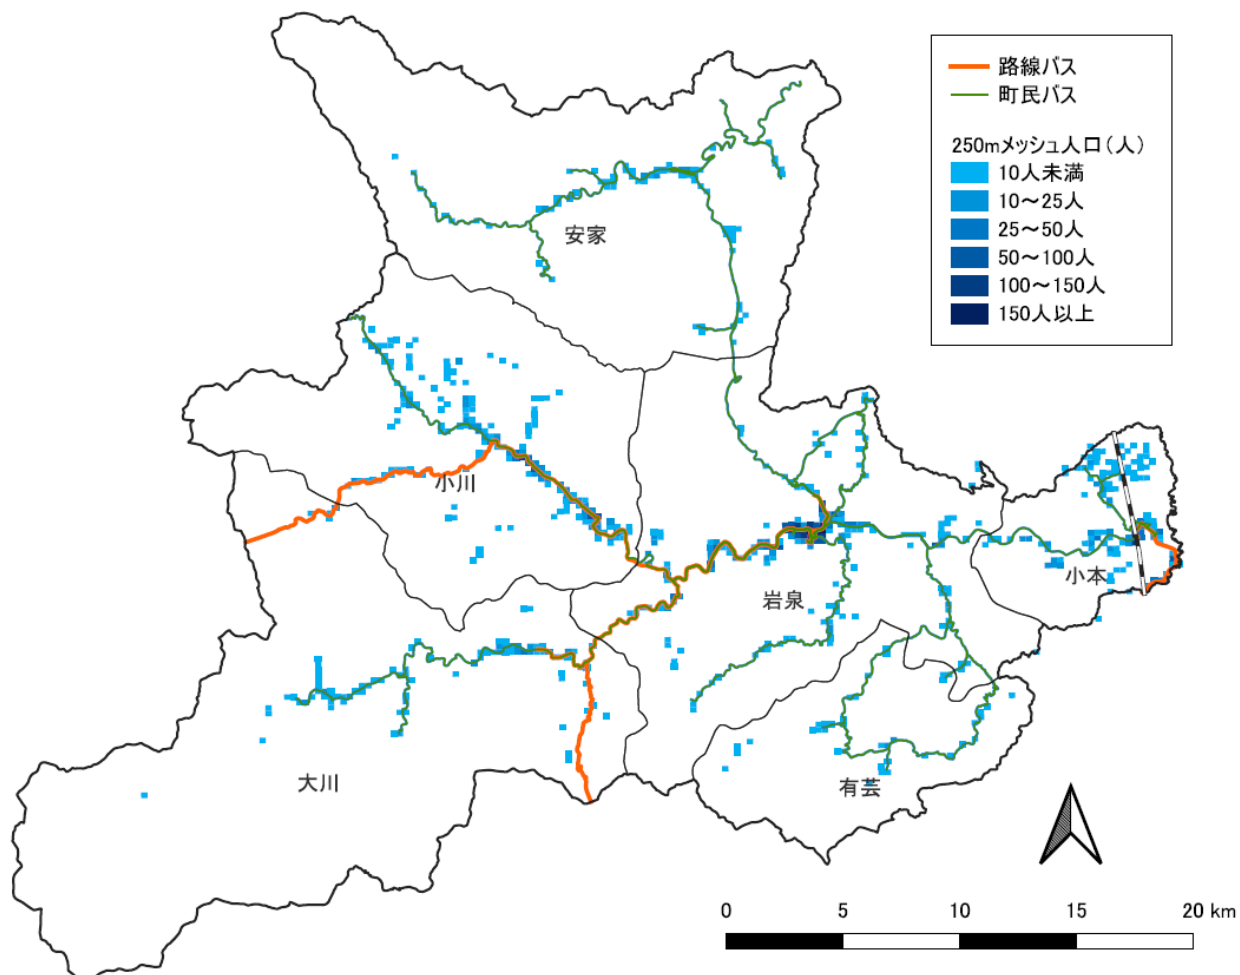 路線バス
町民バス
250mメッシュ人口(人)
10人未満
10～25人
25～50人
50～100人
100～150人
150人以上
安家
小川
小本
岩泉
大川
有芸
0 5 10 15 20 km